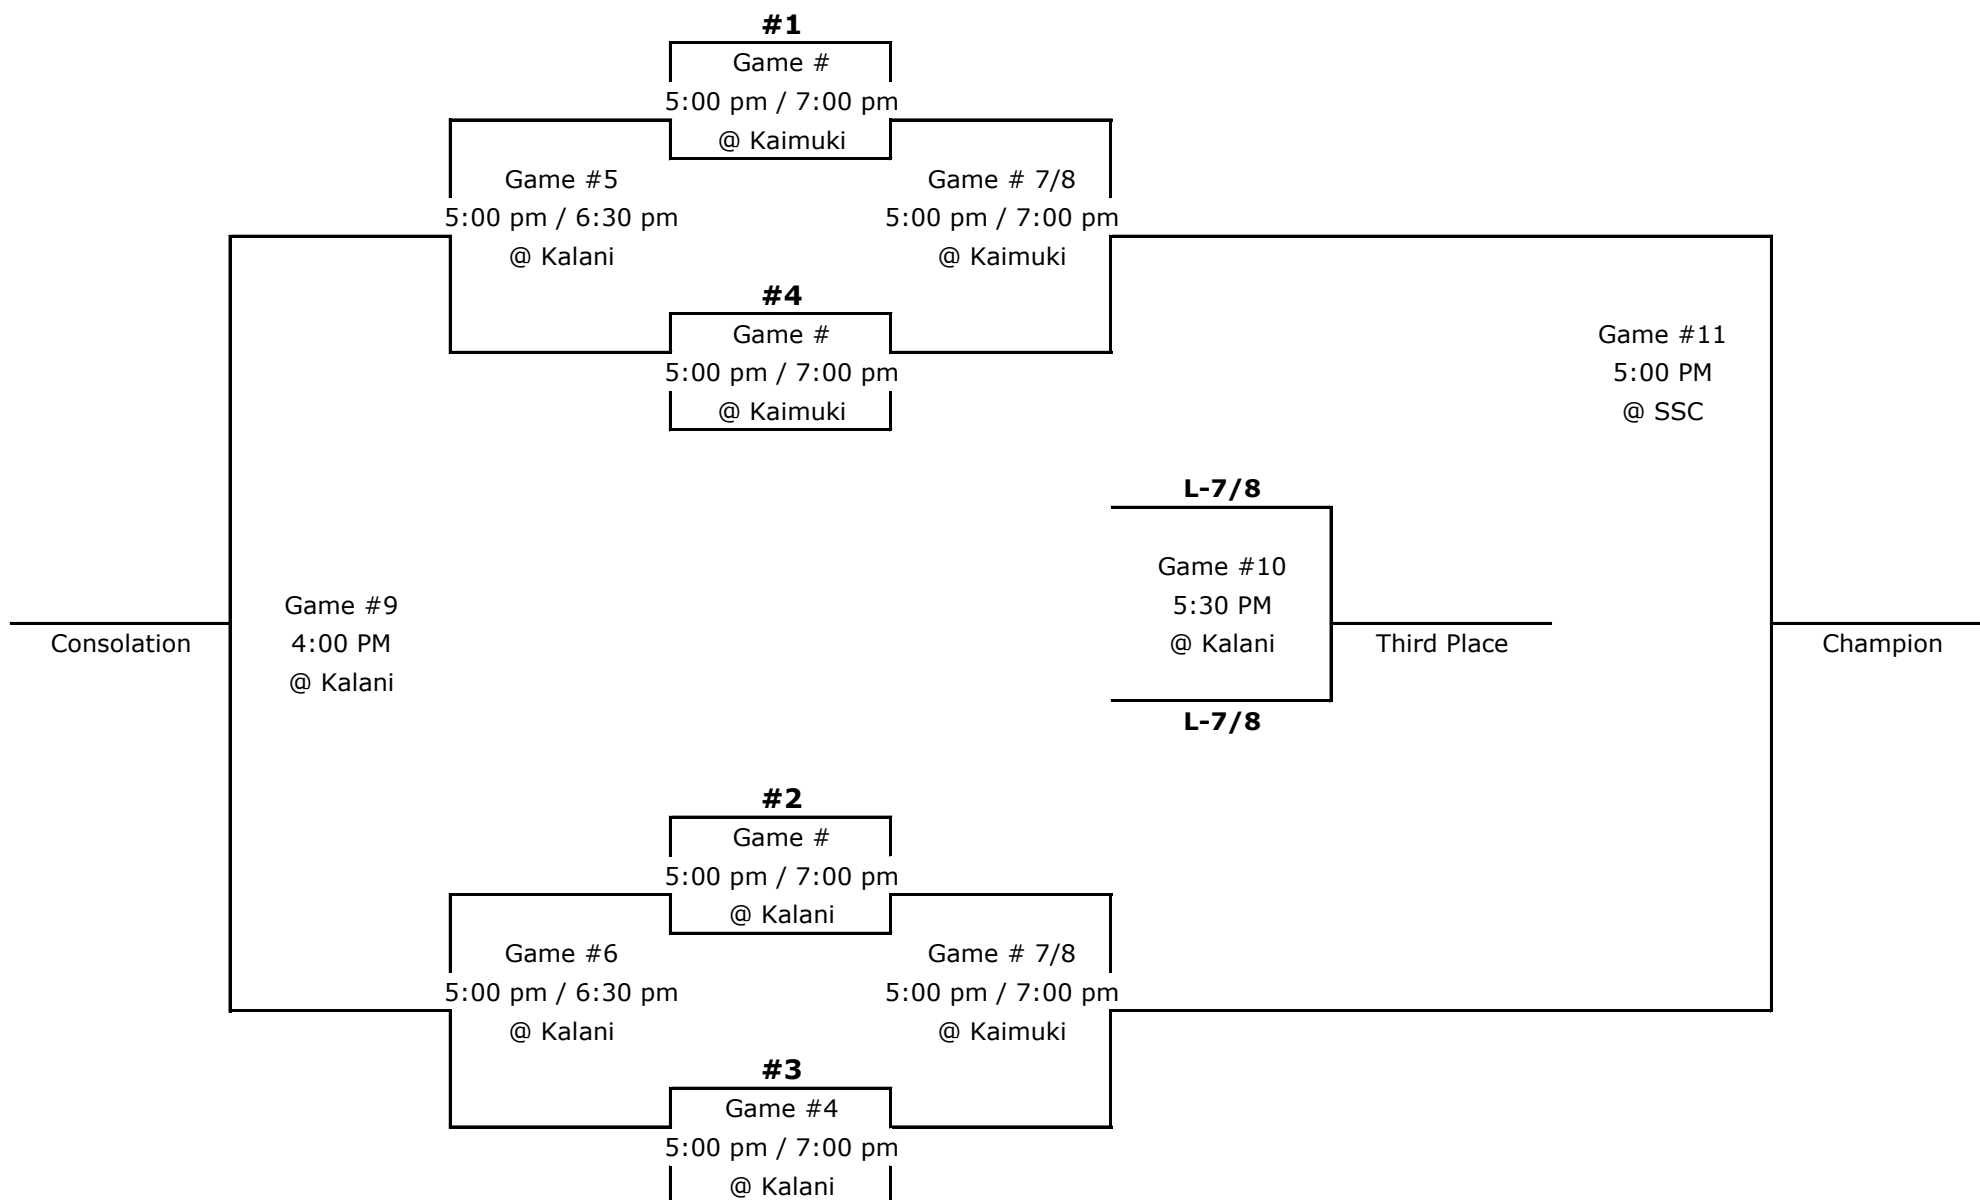 #1
Game #
5:00 pm / 7:00 pm
@ Kaimuki
Game #5
5:00 pm / 6:30 pm
@ Kalani
Game # 7/8
5:00 pm / 7:00 pm
@ Kaimuki
#4
Game #
5:00 pm / 7:00 pm
@ Kaimuki
Game #11
5:00 PM
@ SSC
L-7/8
Game #10
5:30 PM
@ Kalani
L-7/8
Third Place
Game #9
4:00 PM
@ Kalani
Consolation
Champion
#2
Game #
5:00 pm / 7:00 pm
@ Kalani
Game #6
5:00 pm / 6:30 pm
@ Kalani
Game # 7/8
5:00 pm / 7:00 pm
@ Kaimuki
#3
Game #4
5:00 pm / 7:00 pm
@ Kalani